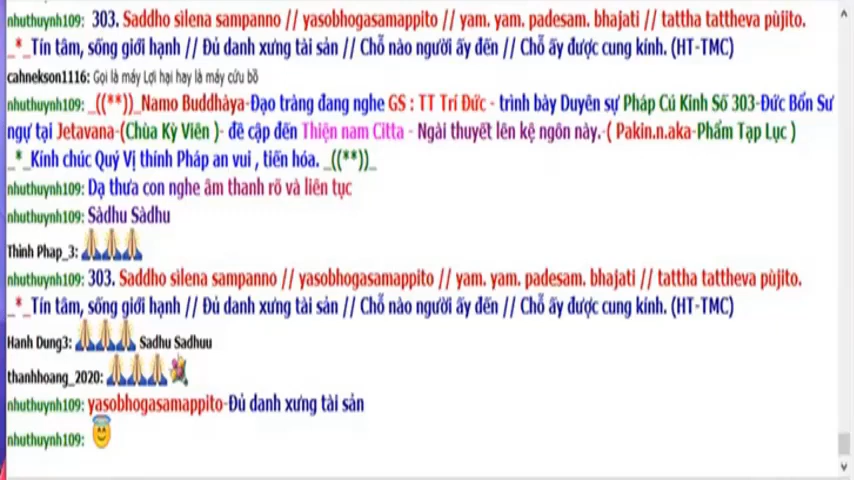 nhuthuynh109: 303. Saddho silena sampanno // yasobhogasamappito // yam. yam. padesam. bhajati // tattha tattheva pùjito.
_*_Tín tâm, sống giới hạnh // Đủ danh xưng tài sản // Chỗ nào người ấy đến // Chỗ ấy được cung kính. (HT-TMC)
cahnekson1116: Gọi là máy Lợi hại hay là máy cứu bồ
nhuthuynh109: _((**))_Namo Buddhàya-Đạo tràng đang nghe GS : TT Trí Đức - trình bày Duyên sự Pháp Cú Kinh Số 303-Đức Bổn Sư
ngự tại Jetavana-(Chùa Kỳ Viên )- đề cập đến Thiện nam Citta - Ngài thuyết lên kệ ngôn này.-( Pakin.n.aka-Phẩm Tạp Lục )
_*_Kính chúc Quý Vị thính Pháp an vui , tiến hóa. _((**))_
nhuthuynh109: Dạ thưa con nghe âm thanh rõ và liên tục
nhuthuynh109: Sàdhu Sàdhu
Thinh Phap_3:
nhuthuynh109: 303. Saddho silena sampanno // yasobhogasamappito // yam. yam. padesam. bhajati // tattha tattheva pùjito.
_*_Tín tâm, sống giới hạnh // Đủ danh xưng tài sản // Chỗ nào người ấy đến // Chỗ ấy được cung kính. (HT-TMC)
Hanh Dung3: Sadhu Sadhuu
thanhhoang_2020:
nhuthuynh109: yasobhogasamappito-Đủ danh xưng tài sản
nhuthuynh109: